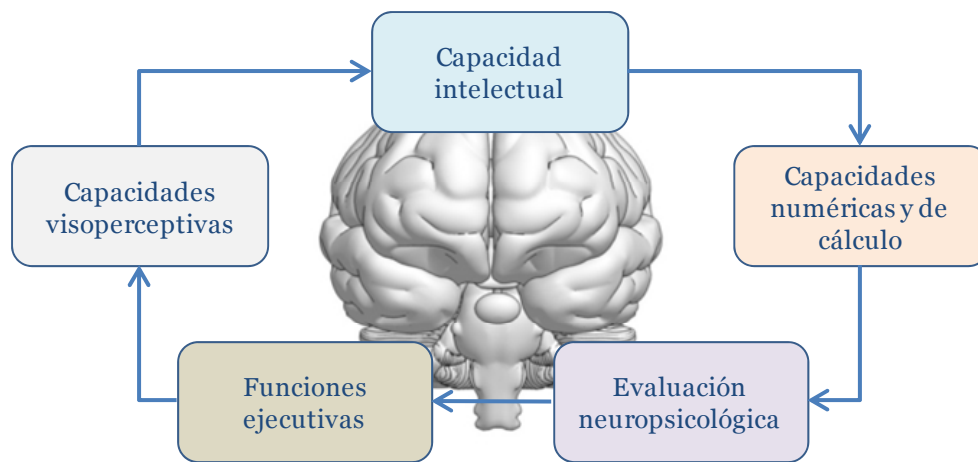 Capacidad
intelectual
Capacidades
numéricas y de
cálculo
Evaluación
neuropsicológica
Funciones
ejecutivas
Capacidades
visoperceptivas